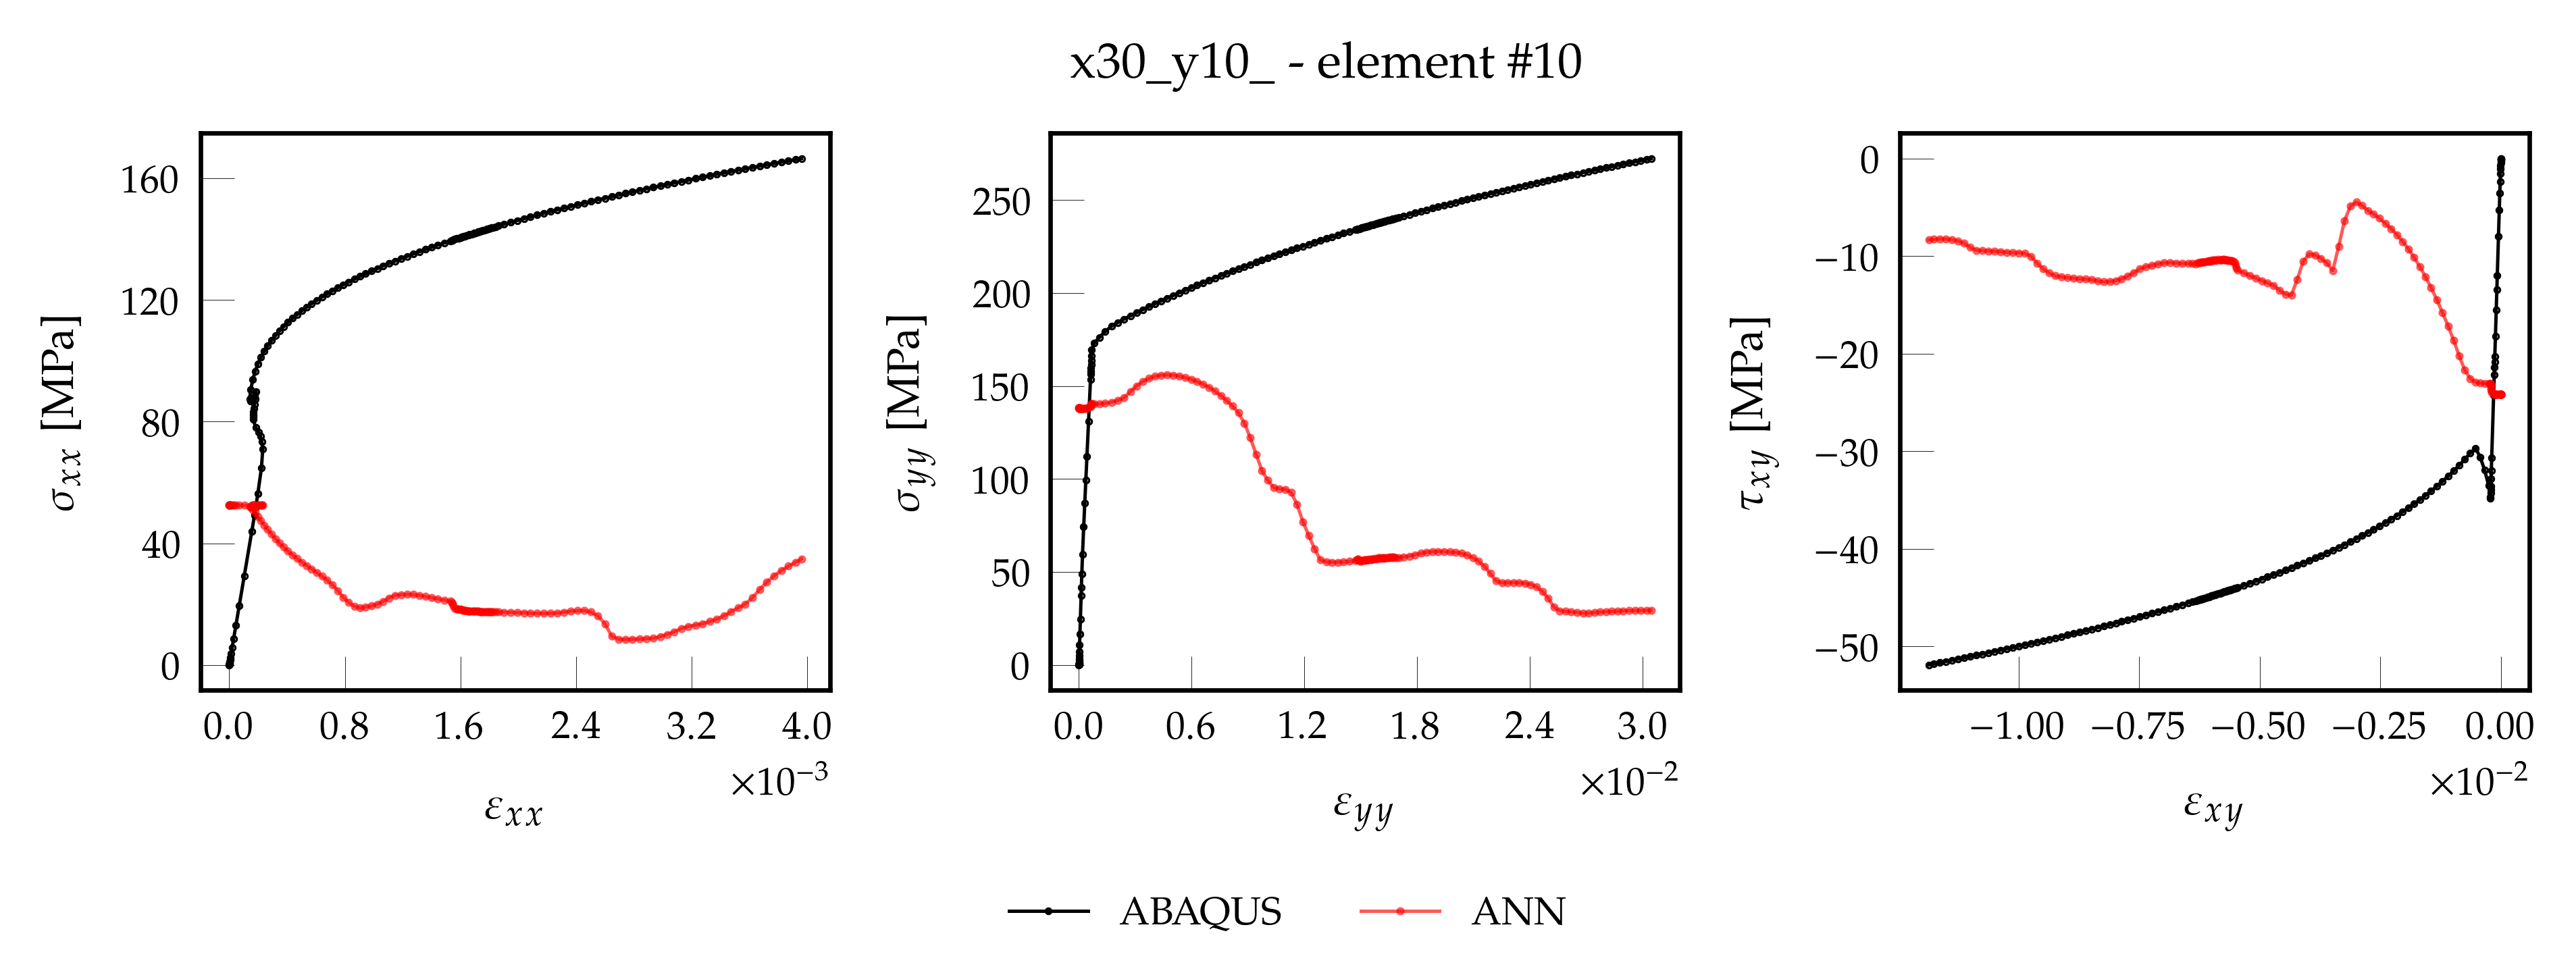 x30_y10_ - element #10
σxx [MPa]
160
120
80
40
0
0.0 0.8 1.6 2.4 3.2 4.0
×10−3
εxx
σyy [MPa]
250
200
150
100
50
0
0.0 0.6 1.2 1.8 2.4 3.0
×10−2
εyy
τxy [MPa]
0
−10
−20
−30
−40
−50
−1.00 −0.75 −0.50 −0.25 0.00
×10−2
εxy
ABAQUS ANN